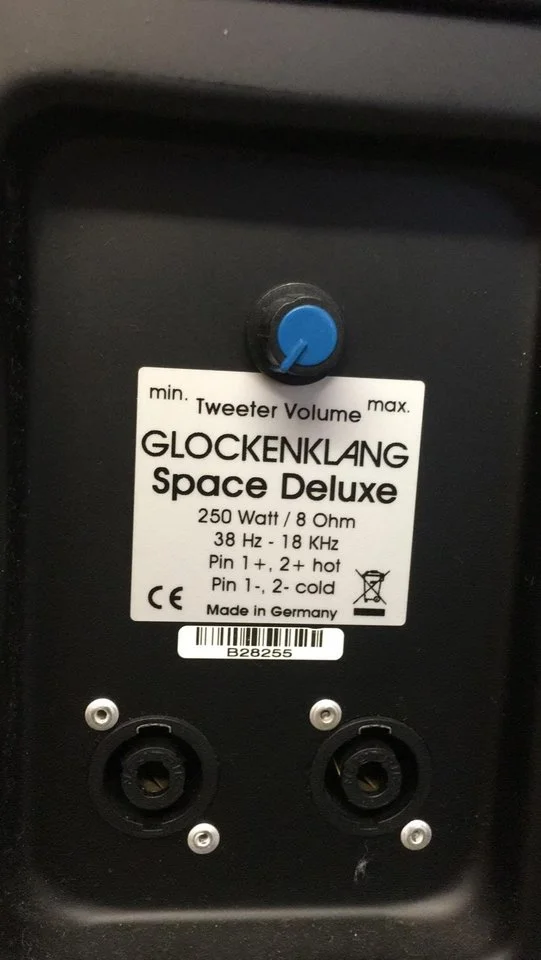 min. Tweeter Volume max.
GLOCKENKLANG
Space Deluxe
250 Watt / 8 Ohm
38 Hz - 18 KHz
Pin 1+, 2+ hot
Pin 1-, 2- cold
CE
Made in Germany
B28255